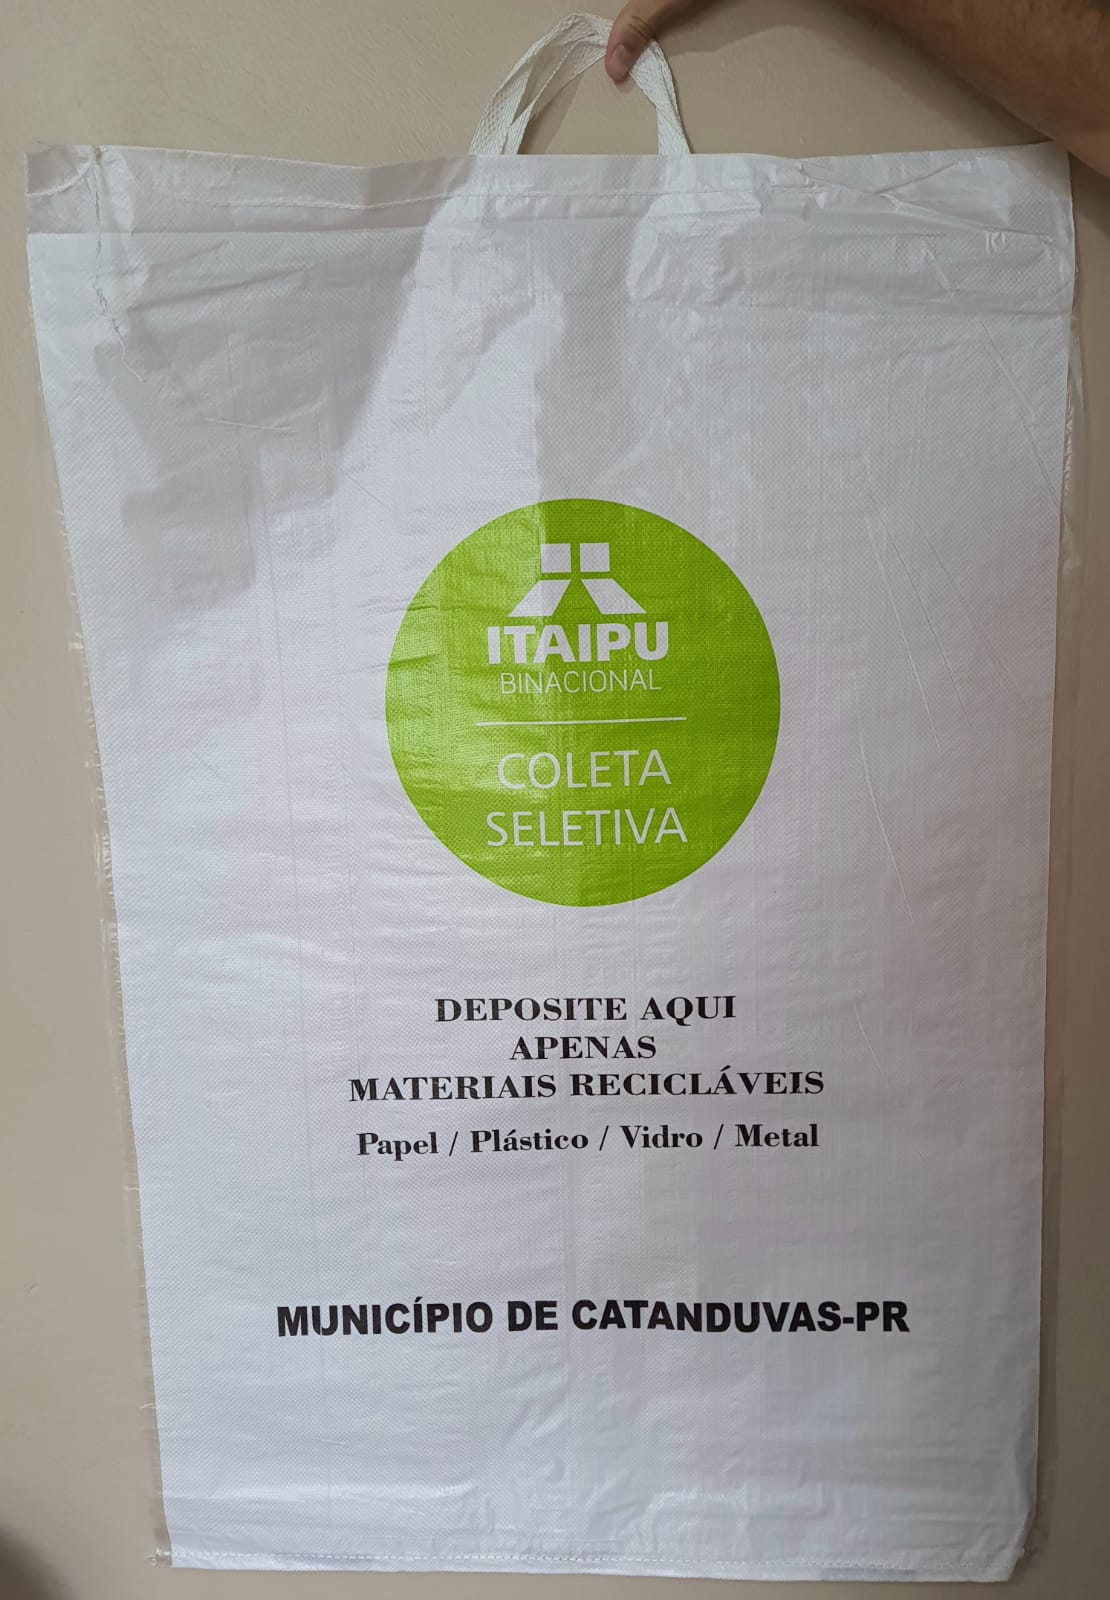 ITAIPU
BINACIONAL
COLETA
SELETIVA
DEPOSITE AQUI
APENAS
MATERIAIS RECICLÁVEIS
Papel / Plástico / Vidro / Metal
MUNICÍPIO DE CATANDUVAS-PR